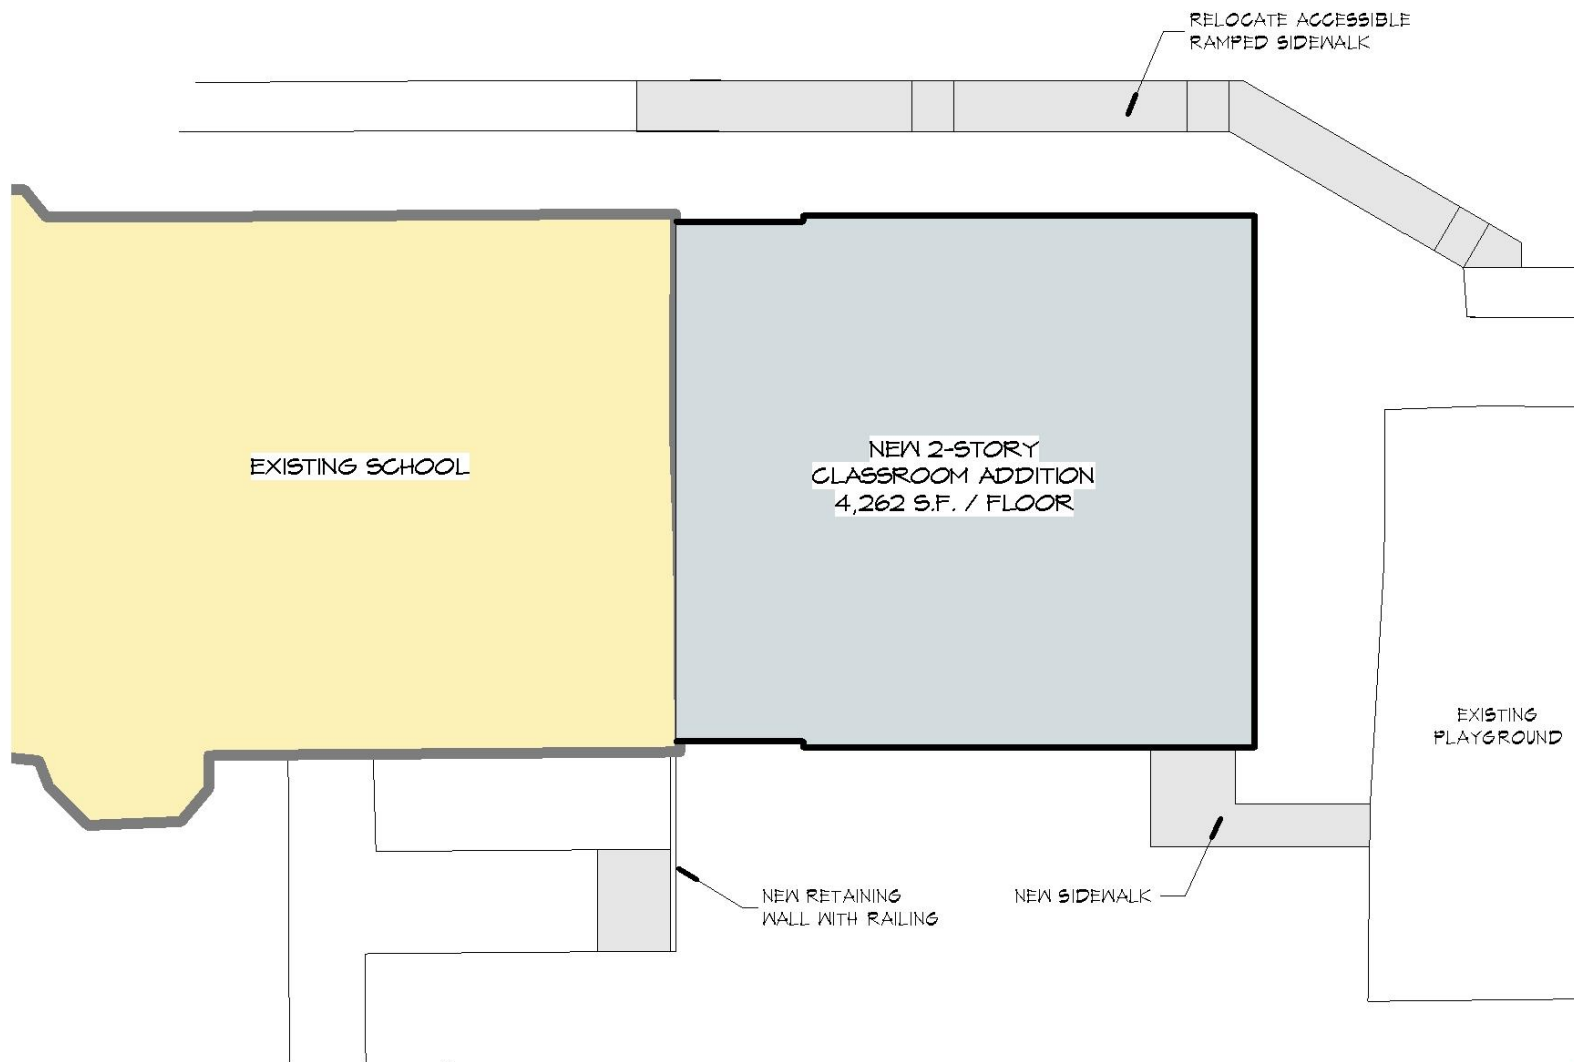 RELOCATE ACCESSIBLE
RAMPED SIDEWALK
EXISTING SCHOOL
NEW 2-STORY
CLASSROOM ADDITION
4,262 S.F. / FLOOR
EXISTING
PLAYGROUND
NEW RETAINING
WALL WITH RAILING
NEW SIDEWALK